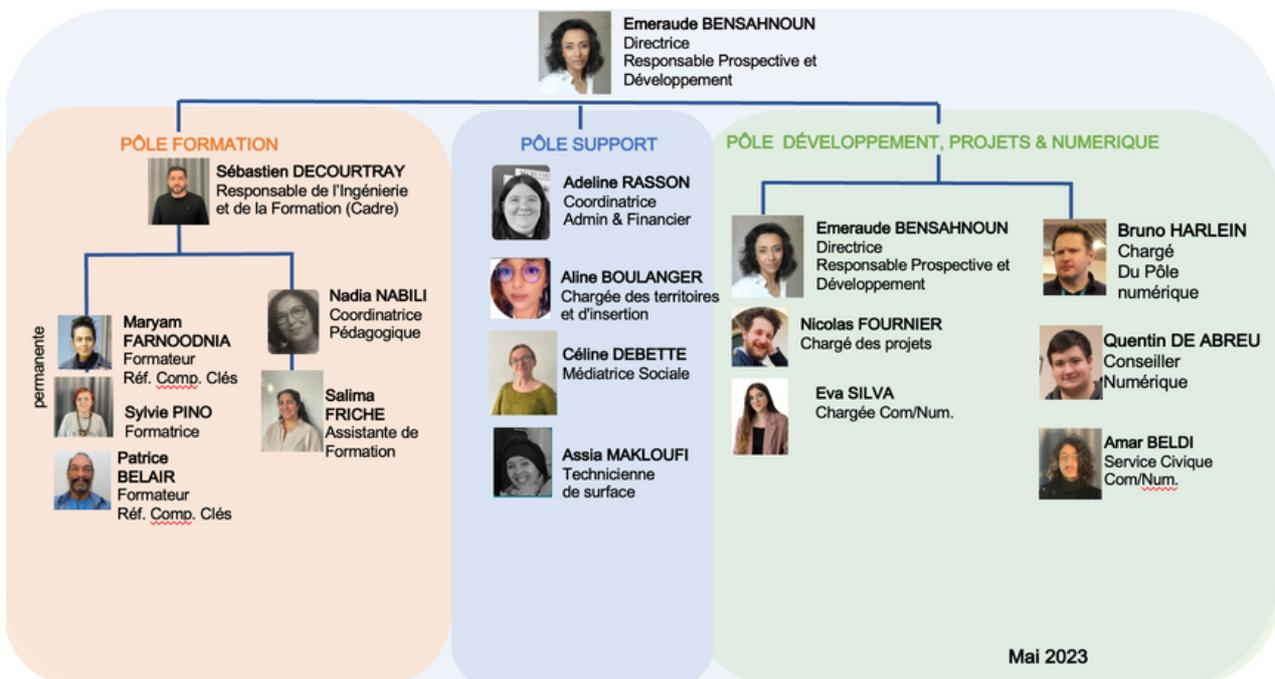 Emeraude BENSAHNOUN
Directrice
Responsable Prospective et
Développement
PÔLE FORMATION
Sébastien DECOURTRAY
Responsable de l'Ingénierie
et de la Formation (Cadre)
permanente
Maryam
FARNOODNIA
Formateur
Réf. Comp. Clés
Sylvie PINO
Formatrice
Patrice
BELAIR
Formateur
Réf. Comp. Clés
Nadia NABILI
Coordinatrice
Pédagogique
Salima
FRICHE
Assistante de
Formation
PÔLE SUPPORT
Adeline RASSON
Coordinatrice
Admin & Financier
Aline BOULANGER
Chargée des territoires
et d'insertion
Céline DEBETTE
Médiatrice Sociale
Assia MAKLOUFI
Technicienne
de surface
PÔLE DÉVELOPPEMENT, PROJETS & NUMERIQUE
Emeraude BENSAHNOUN
Directrice
Responsable Prospective et
Développement
Nicolas FOURNIER
Chargé des projets
Eva SILVA
Chargée Com/Num.
Bruno HARLEIN
Chargé
Du Pôle
numérique
Quentin DE ABREU
Conseiller
Numérique
Amar BELDI
Service Civique
Com/Num.
Mai 2023